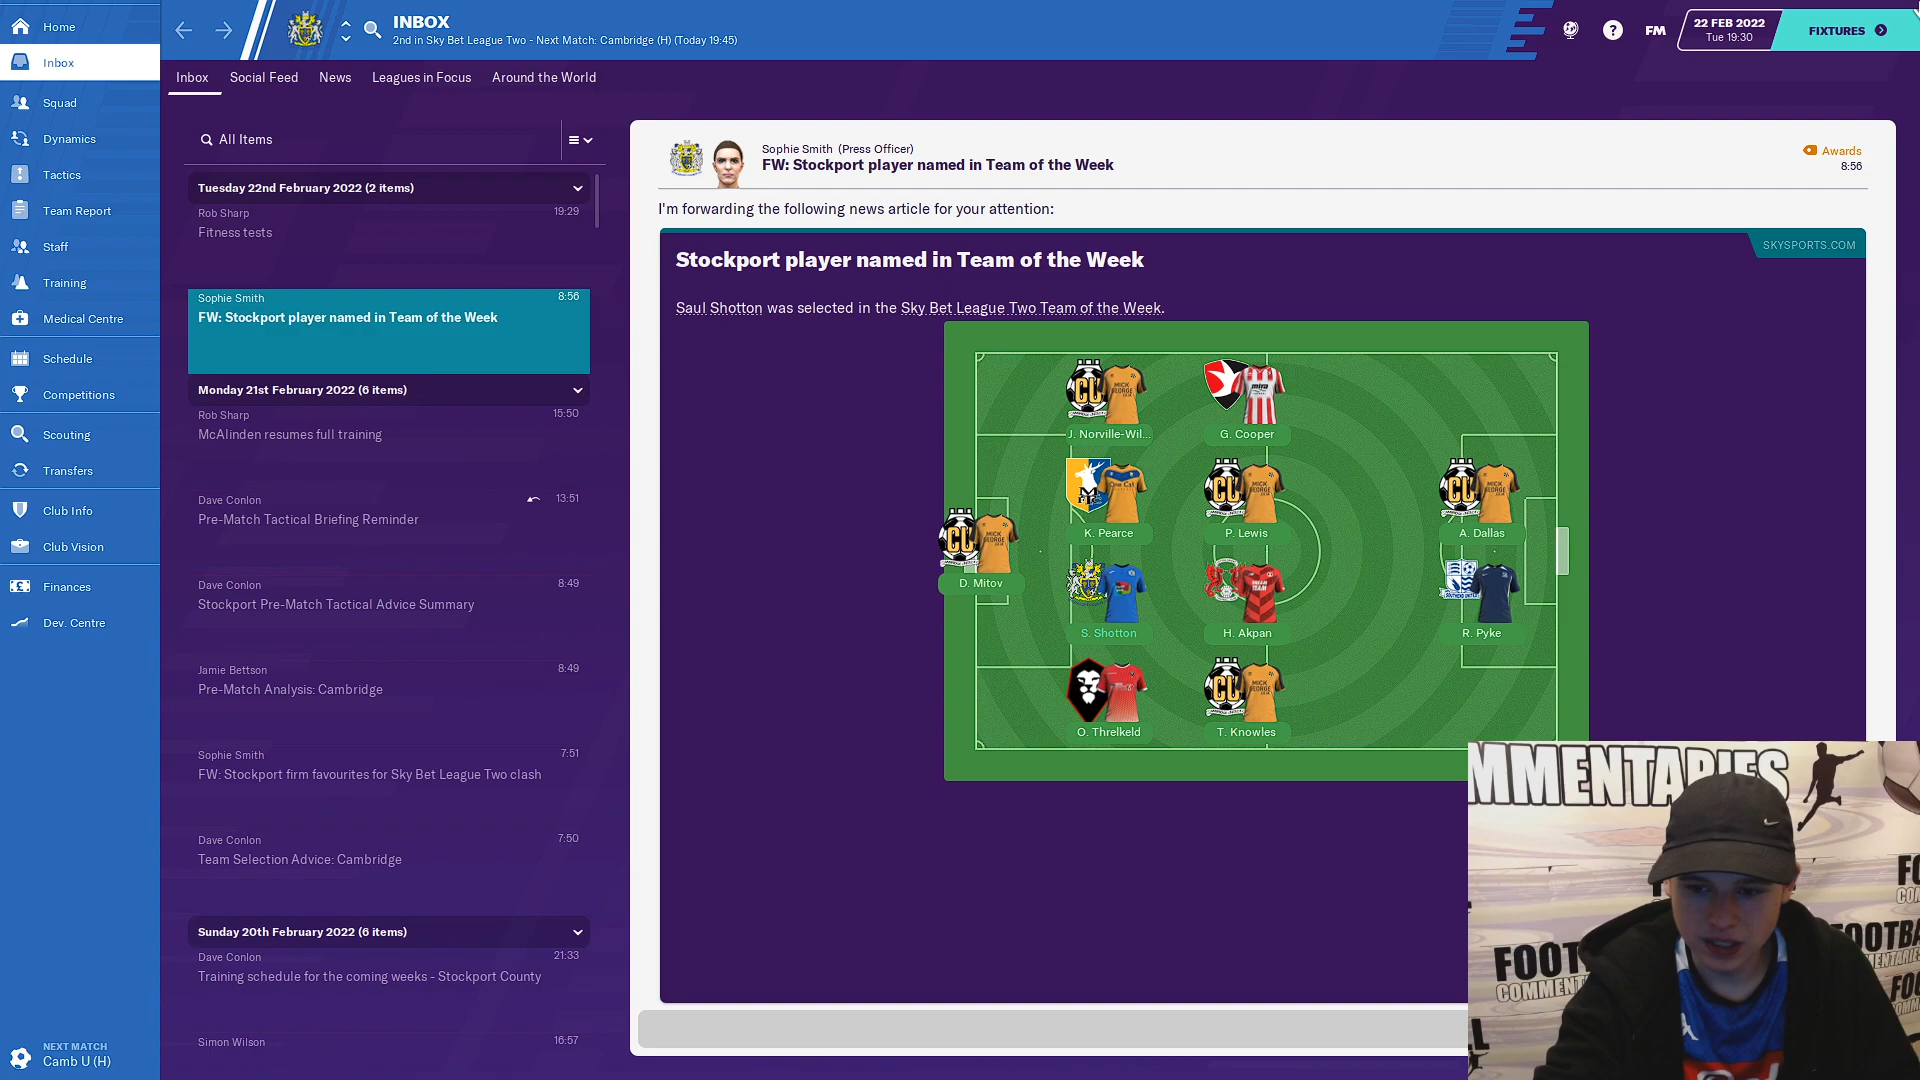 Home
Inbox
Squad
Dynamics
Tactics
Team Report
Staff
Training
Medical Centre
Schedule
Competitions
Scouting
Transfers
Club Info
Club Vision
Finances
Dev. Centre
NEXT MATCH
Camb U (H)
INBOX
2nd in Sky Bet League Two - Next Match: Cambridge (H) (Today 19:45)
FM
22 FEB 2022
Tue 19:30
FIXTURES
Inbox
Social Feed
News
Leagues in Focus
Around the World
All Items
Tuesday 22nd February 2022 (2 items)
Rob Sharp
19:29
Fitness tests
Sophie Smith
8:56
FW: Stockport player named in Team of the Week
Monday 21st February 2022 (6 items)
Rob Sharp
15:50
McAlinden resumes full training
Dave Conlon
13:51
Pre-Match Tactical Briefing Reminder
Dave Conlon
8:49
Stockport Pre-Match Tactical Advice Summary
Jamie Bettson
8:49
Pre-Match Analysis: Cambridge
Sophie Smith
7:51
FW: Stockport firm favourites for Sky Bet League Two clash
Dave Conlon
7:50
Team Selection Advice: Cambridge
Sunday 20th February 2022 (6 items)
Dave Conlon
21:33
Training schedule for the coming weeks - Stockport County
Simon Wilson
16:57
Sophie Smith (Press Officer)
FW: Stockport player named in Team of the Week
Awards
8:56
I'm forwarding the following news article for your attention:
SKYSPORTS.COM
Stockport player named in Team of the Week
Saul Shotton was selected in the Sky Bet League Two Team of the Week.
J. Norville-Wil...
G. Cooper
K. Pearce
P. Lewis
A. Dallas
D. Mitov
S. Shotton
H. Akpan
R. Pyke
O. Threlkeld
T. Knowles
MMENTARIES
FOOT
COMMENT
FOOTBA